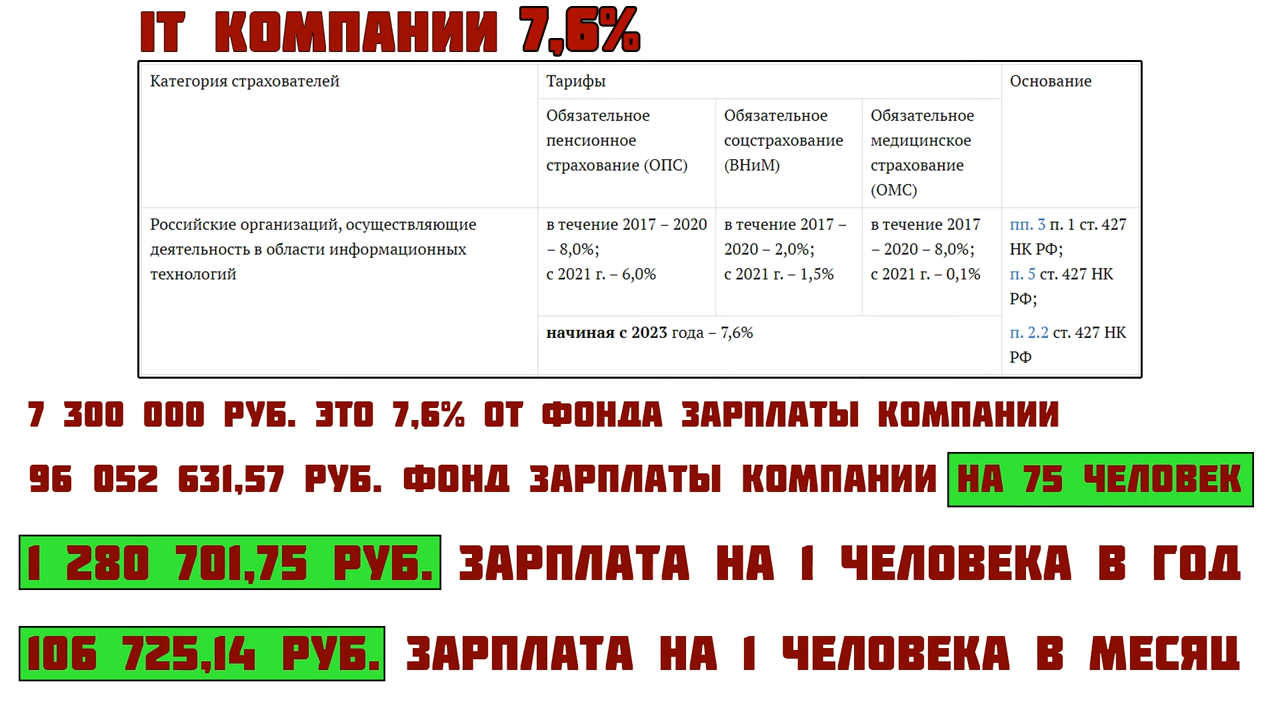 IT КОМПАНИИ 7,6%
Категория страхователей
Тарифы
Основание
Обязательное
пенсионное
страхование (ОПС)
Обязательное
соцстрахование
(ВНиМ)
Обязательное
медицинское
страхование
(ОМС)
Российские организаций, осуществляющие
деятельность в области информационных
технологий
в течение 2017 – 2020
– 8,0%;
с 2021 г. – 6,0%
в течение 2017 –
2020 – 2,0%;
с 2021 г. – 1,5%
в течение 2017
– 2020 – 8,0%;
с 2021 г. – 0,1%
пп. 3 п. 1 ст. 427
НК РФ;
п. 5 ст. 427 НК
РФ;
начиная с 2023 года – 7,6%
п. 2.2 ст. 427 НК
РФ
7 300 000 РУБ. ЭТО 7,6% ОТ ФОНДА ЗАРПЛАТЫ КОМПАНИИ
96 052 631,57 РУБ. ФОНД ЗАРПЛАТЫ КОМПАНИИ НА 75 ЧЕЛОВЕК
1 280 701,75 РУБ. ЗАРПЛАТА НА 1 ЧЕЛОВЕКА В ГОД
106 725,14 РУБ. ЗАРПЛАТА НА 1 ЧЕЛОВЕКА В МЕСЯЦ